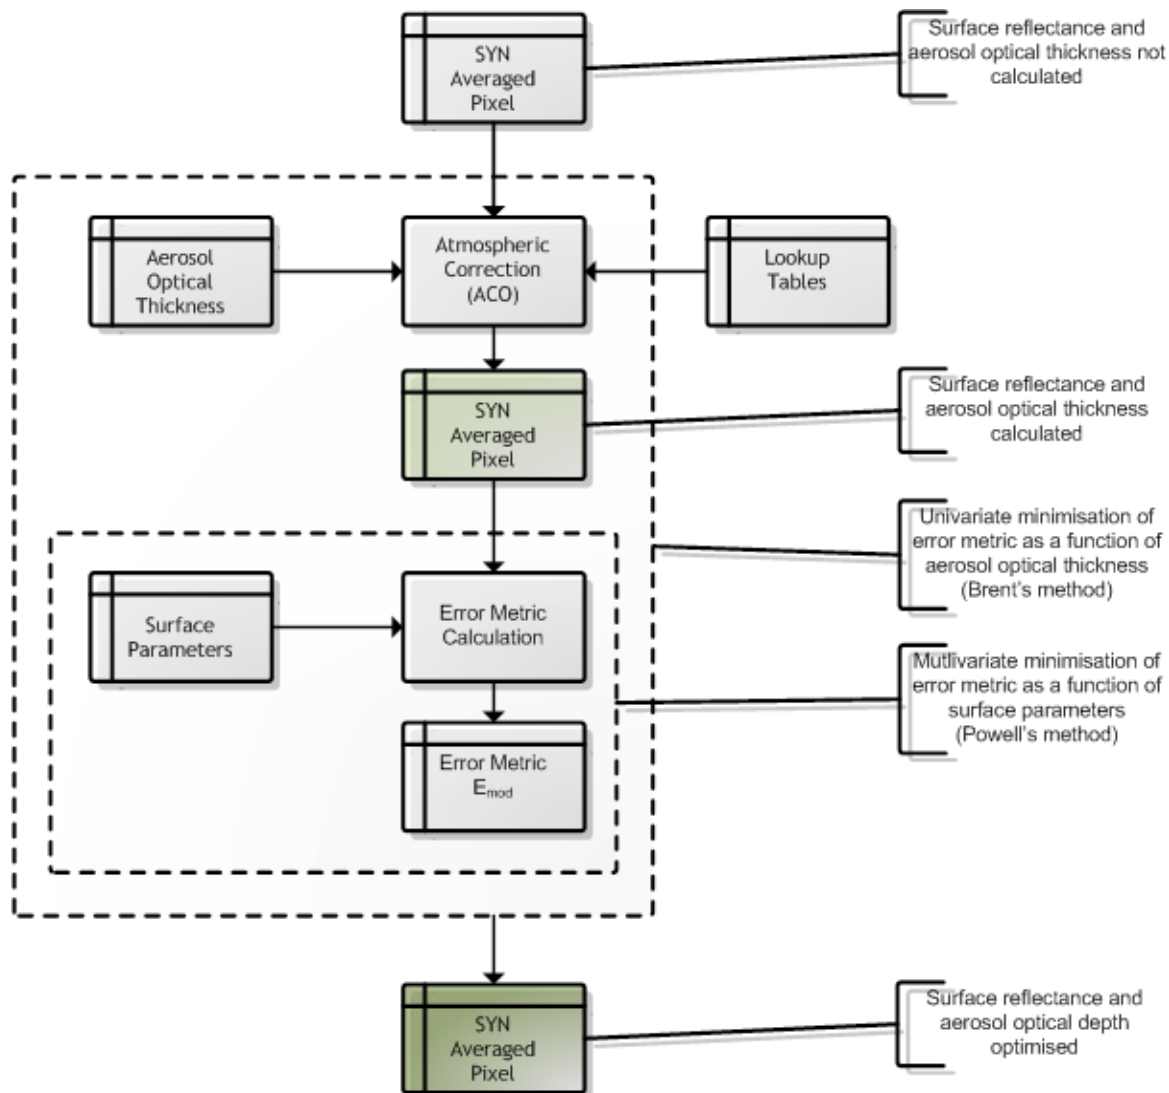 SYN
Averaged
Pixel
Surface reflectance and
aerosol optical thickness not
calculated
Aerosol
Optical
Thickness
Atmospheric
Correction
(ACO)
Lookup
Tables
SYN
Averaged
Pixel
Surface reflectance and
aerosol optical thickness
calculated
Univariate minimisation of
error metric as a function of
aerosol optical thickness
(Brent's method)
Surface
Parameters
Error Metric
Calculation
Mutlivariate minimisation of
error metric as a function of
surface parameters
(Powell's method)
Error Metric
Emod
SYN
Averaged
Pixel
Surface reflectance and
aerosol optical depth
optimised